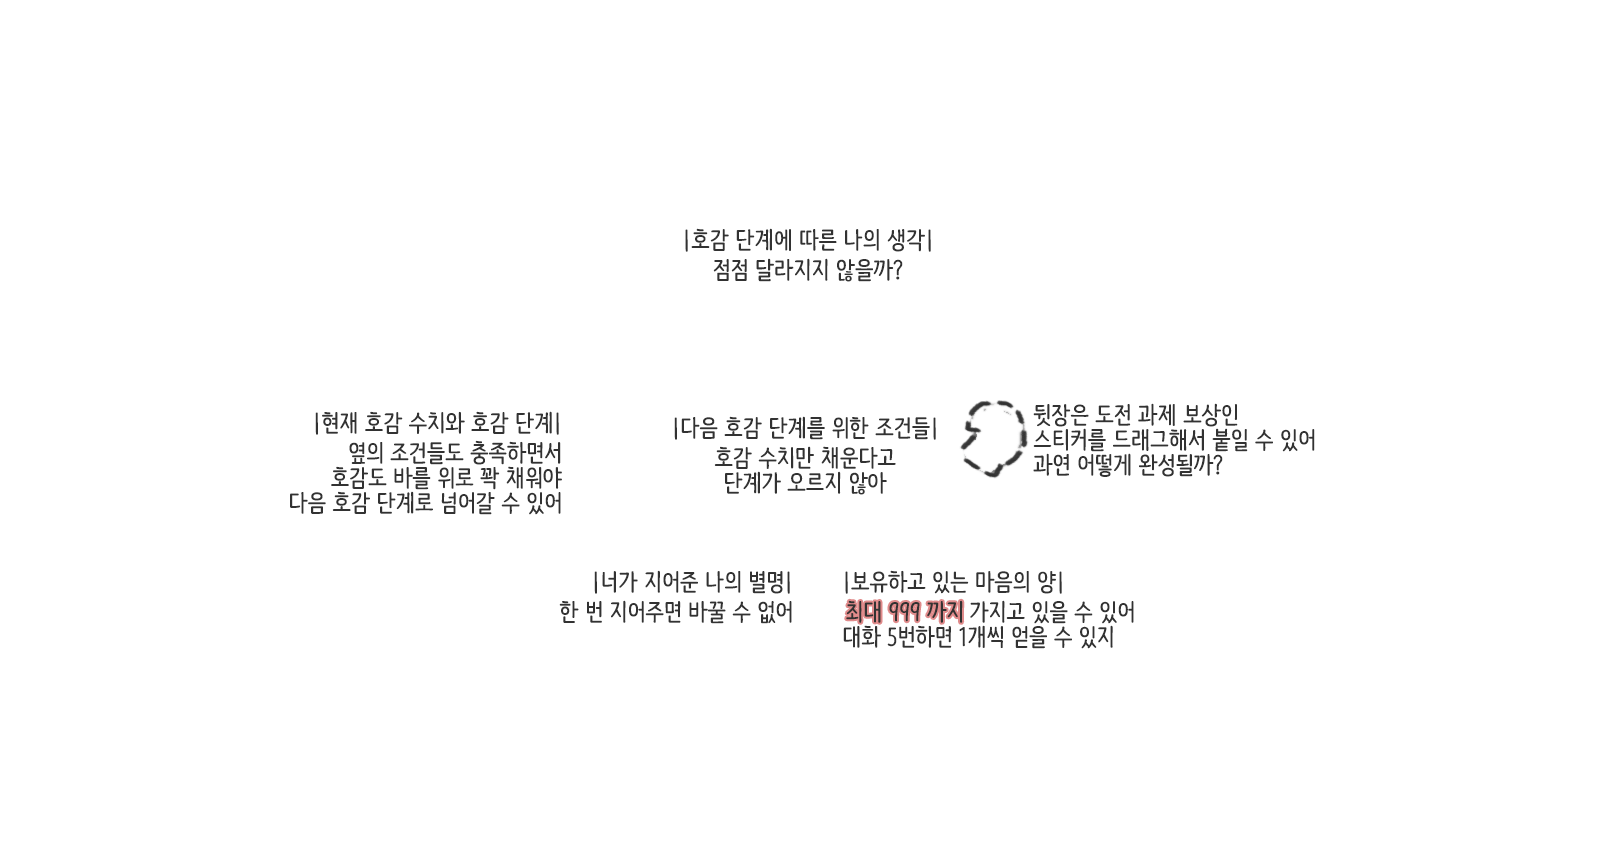 |호감 단계에 따른 나의 생각|
점점 달라지지 않을까?
|현재 호감 수치와 호감 단계|
옆의 조건들도 충족하면서
호감도 바를 위로 꽉 채워야
다음 호감 단계로 넘어갈 수 있어
|다음 호감 단계를 위한 조건들|
호감 수치만 채운다고
단계가 오르지 않아
뒷장은 도전 과제 보상인
스티커를 드래그해서 붙일 수 있어
과연 어떻게 완성될까?
|너가 지어준 나의 별명|
한 번 지어주면 바꿀 수 없어
|보유하고 있는 마음의 양|
최대 999 까지 가지고 있을 수 있어
대화 5번하면 1개씩 얻을 수 있지